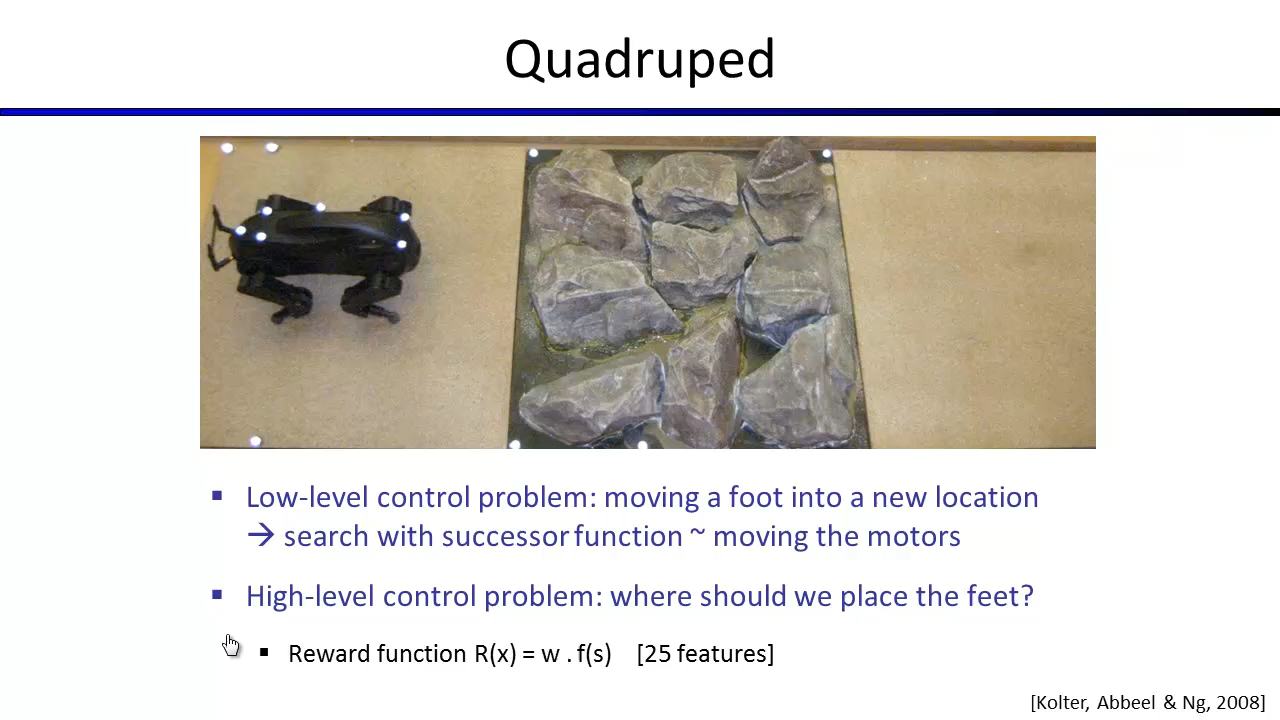 Quadruped
▪ Low-level control problem: moving a foot into a new location
→ search with successor function ~ moving the motors
▪ High-level control problem: where should we place the feet?
▪ Reward function R(x) = w . f(s) [25 features]
[Kolter, Abbeel & Ng, 2008]